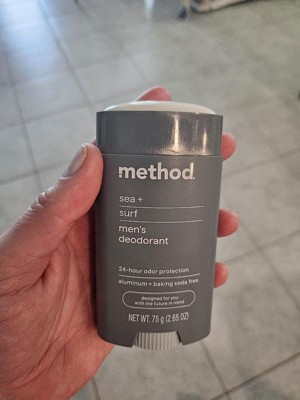 method.
sea +
surf
men's
deodorant
24-hour odor protection
aluminum + baking soda free
designed for you
with the future in mind
NET WT. 75 g (2.65 OZ)